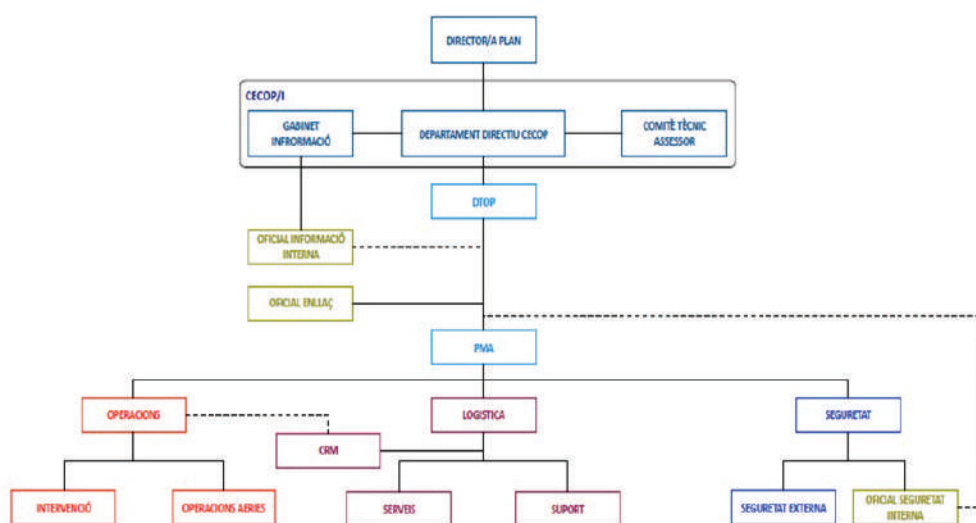 DIRECTOR/A PLAN
CECOP/I
GABINET
INFRORMACIÓ
DEPARTAMENT DIRECTIU CECOP
COMITÈ TÈCNIC
ASSESSOR
DTOP
OFICIAL INFORMACIÓ
INTERNA
OFICIAL ENLLAÇ
PMA
OPERACIONS
LOGISTICA
SEGURETAT
CRM
INTERVENCIÓ
OPERACIONS AERIES
SERVEIS
SUPORT
SEGURETAT EXTERNA
OFICIAL SEGURETAT
INTERNA